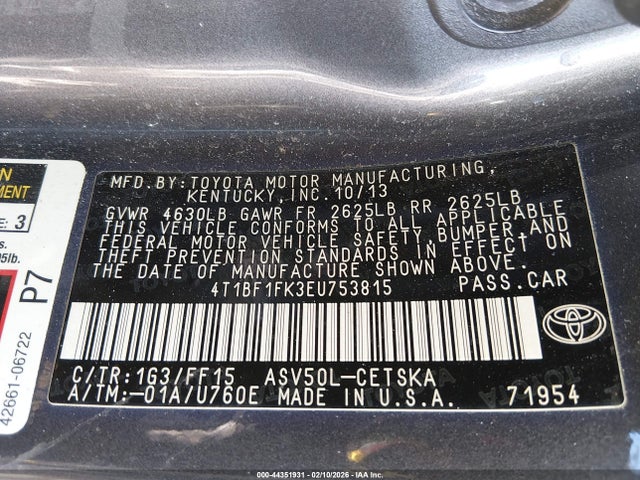 MFD.BY:TOYOTA MOTOR MANUFACTURING,
KENTUCKY,INC. 10/13
GVWR 4630LB GAWR FR 2625LB RR 2625LB
THIS VEHICLE CONFORMS TO ALL APPLICABLE
FEDERAL MOTOR VEHICLE SAFETY,BUMPER,AND
THEFT PREVENTION STANDARDS IN EFFECT ON
THE DATE OF MANUFACTURE SHOWN ABOVE.
4T1BF1FK3EU753815 PASS.CAR
C/TR:1G3/FF15 ASV50L-CETSKA
A/TM:-01A/U760E MADE IN U.S.A. 71954
TOYOTA
3
P7
42661-06722
000-44351931 - 02/10/2026 - IAA Inc.